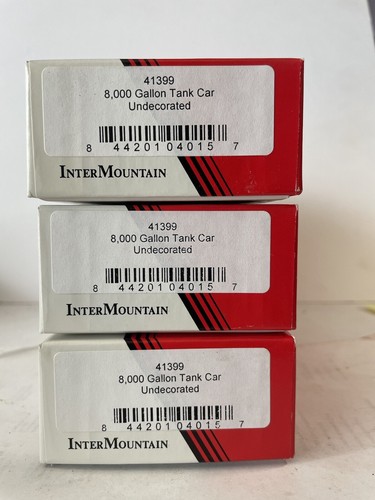 41399
8,000 Gallon Tank Car
Undecorated
8 44201 04015 7
INTERMOUNTAIN
41399
8,000 Gallon Tank Car
Undecorated
8 44201 04015 7
INTERMOUNTAIN
41399
8,000 Gallon Tank Car
Undecorated
8 44201 04015 7
INTERMOUNTAIN